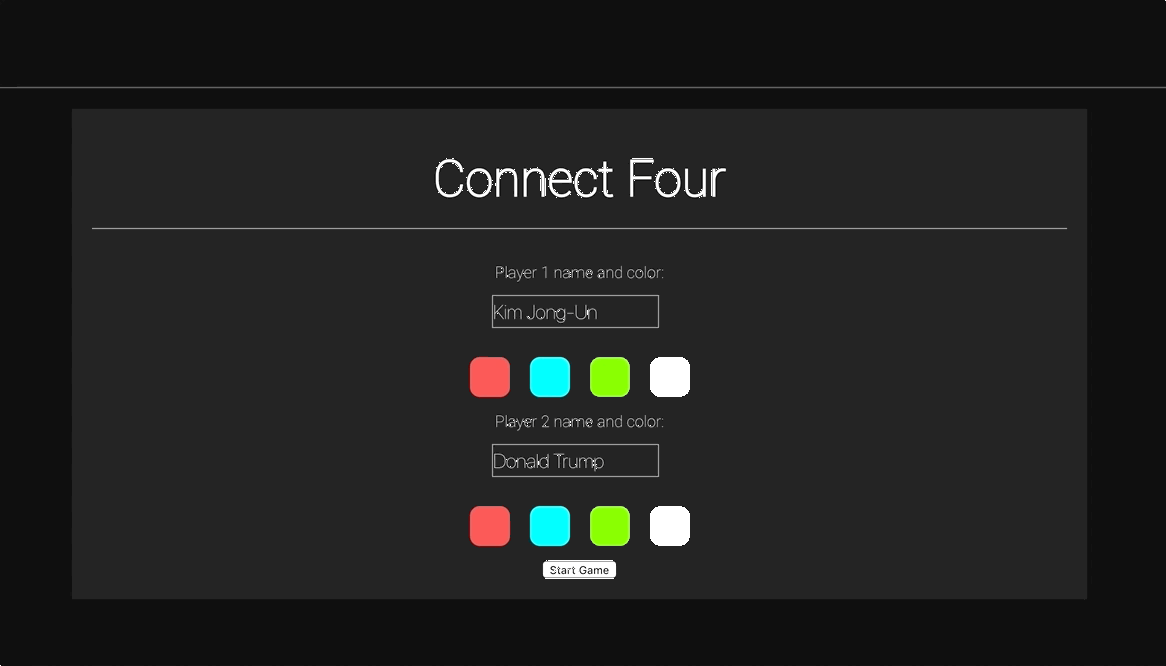 Connect Four
Player 1 name and color:
Kim Jong-Un
Player 2 name and color:
Donald Trump
Start Game